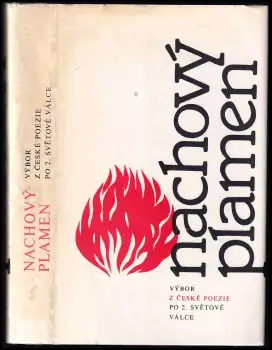 NACHOVÝ
PLAMEN
VÝBOR
Z ČESKÉ POEZIE
PO 2. SVĚTOVÉ VÁLCE
nachový
plamen
VÝBOR
Z ČESKÉ POEZIE
PO 2. SVĚTOVÉ
VÁLCE